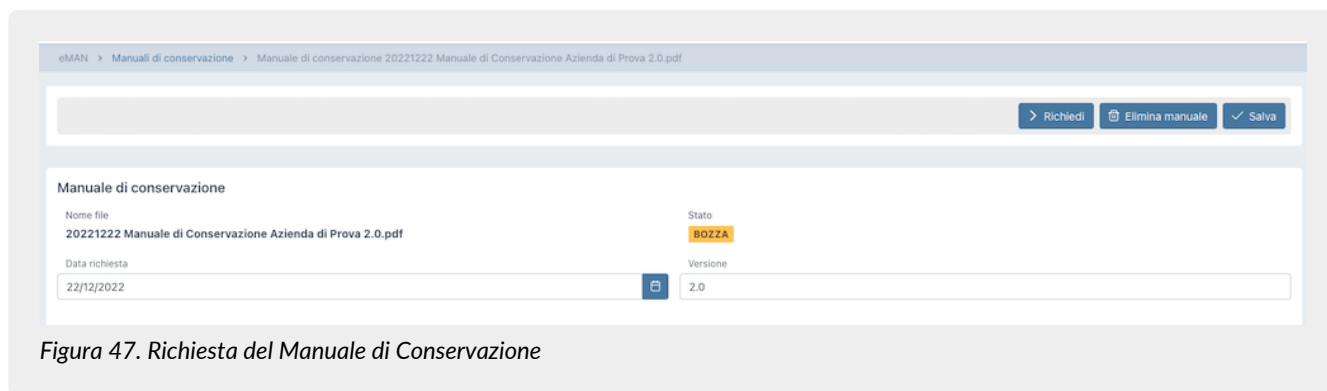 eMAN > Manuali di conservazione > Manuale di conservazione 20221222 Manuale di Conservazione Azienda di Prova 2.0.pdf
Richiedi Elimina manuale Salva
Manuale di conservazione
Nome file Stato
20221222 Manuale di Conservazione Azienda di Prova 2.0.pdf BOZZA
Data richiesta Versione
22/12/2022 2.0
Figura 47. Richiesta del Manuale di Conservazione